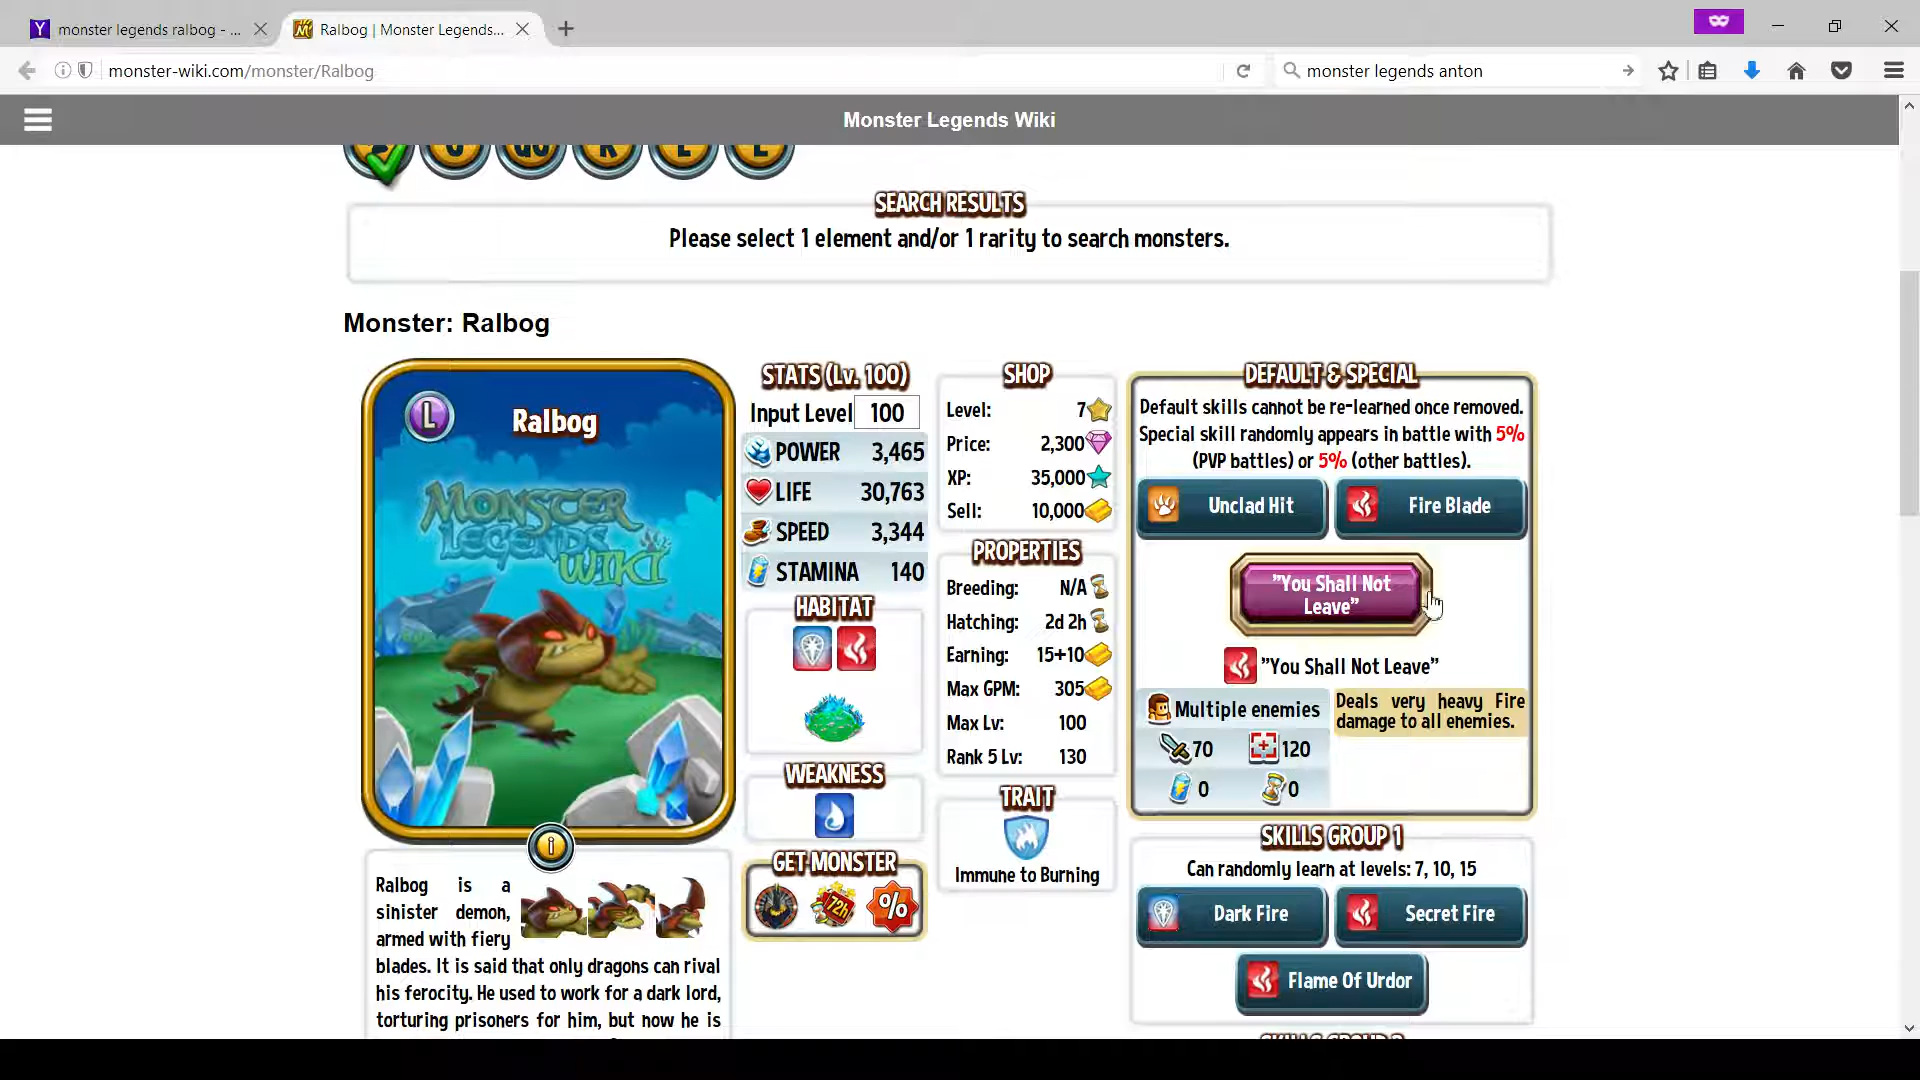 monster legends ralbog - ...
Ralbog | Monster Legends...
monster-wiki.com/monster/Ralbog
monster legends anton
Monster Legends Wiki
SEARCH RESULTS
Please select 1 element and/or 1 rarity to search monsters.
Monster: Ralbog
L
Ralbog
MONSTER
LEGENDS
WIKI
Ralbog is a
sinister demon,
armed with fiery
blades. It is said that only dragons can rival
his ferocity. He used to work for a dark lord,
torturing prisoners for him, but now he is
STATS (Lv. 100)
Input Level 100
POWER 3,465
LIFE 30,763
SPEED 3,344
STAMINA 140
HABITAT
WEAKNESS
GET MONSTER
72h
%
SHOP
Level: 7
Price: 2,300
XP: 35,000
Sell: 10,000
PROPERTIES
Breeding: N/A
Hatching: 2d 2h
Earning: 15+10
Max GPM: 305
Max Lv: 100
Rank 5 Lv: 130
TRAIT
Immune to Burning
DEFAULT & SPECIAL
Default skills cannot be re-learned once removed.
Special skill randomly appears in battle with 5%
(PVP battles) or 5% (other battles).
Unclad Hit
Fire Blade
"You Shall Not
Leave"
"You Shall Not Leave"
Multiple enemies
70 120
0 0
Deals very heavy Fire
damage to all enemies.
SKILLS GROUP 1
Can randomly learn at levels: 7, 10, 15
Dark Fire
Secret Fire
Flame Of Urdor